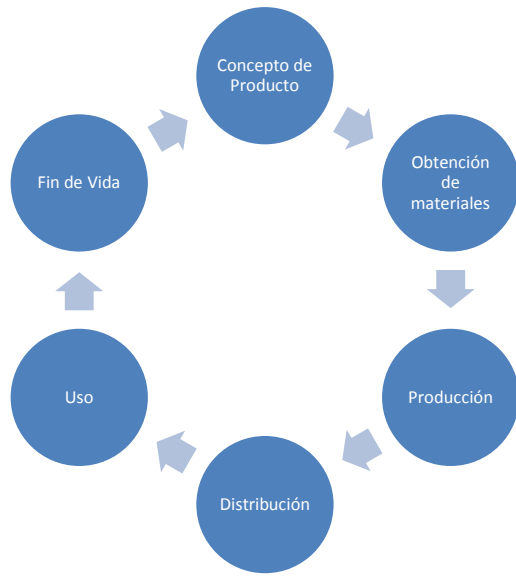 Concepto de
Producto
Obtención
de
materiales
Producción
Distribución
Uso
Fin de Vida